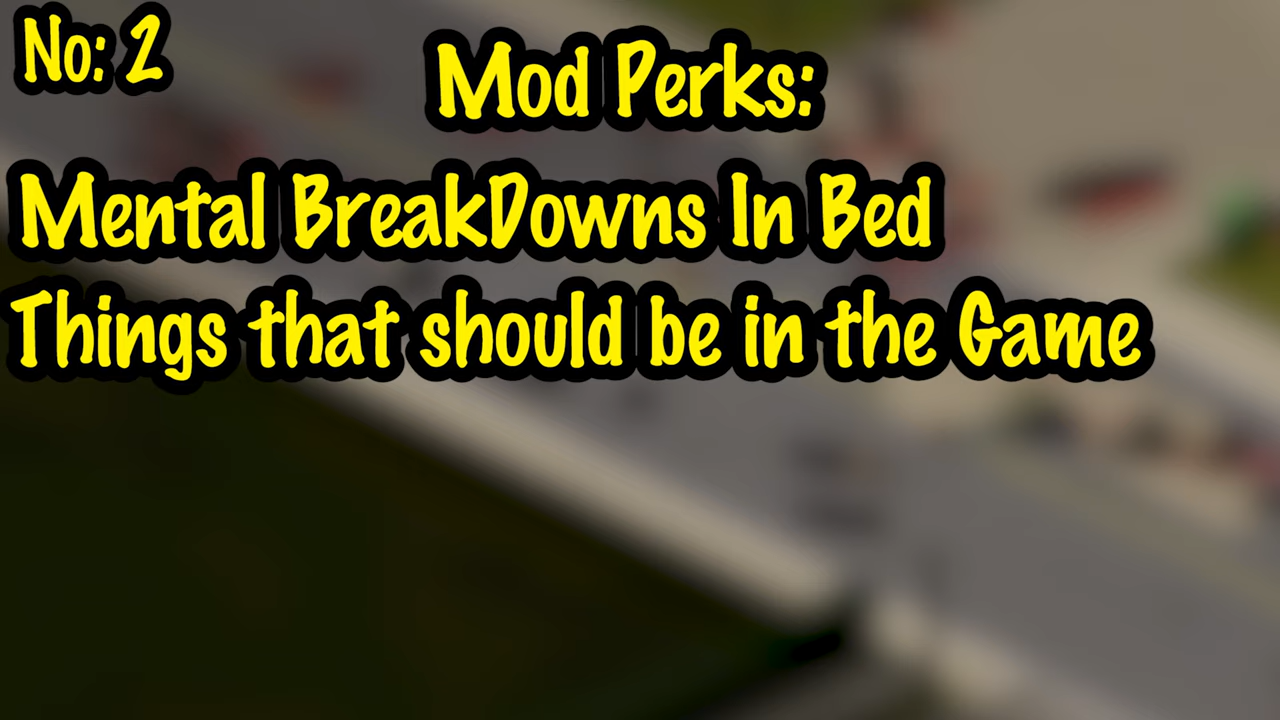 No: 2
Mod Perks:
Mental BreakDowns In Bed
Things that should be in the Game